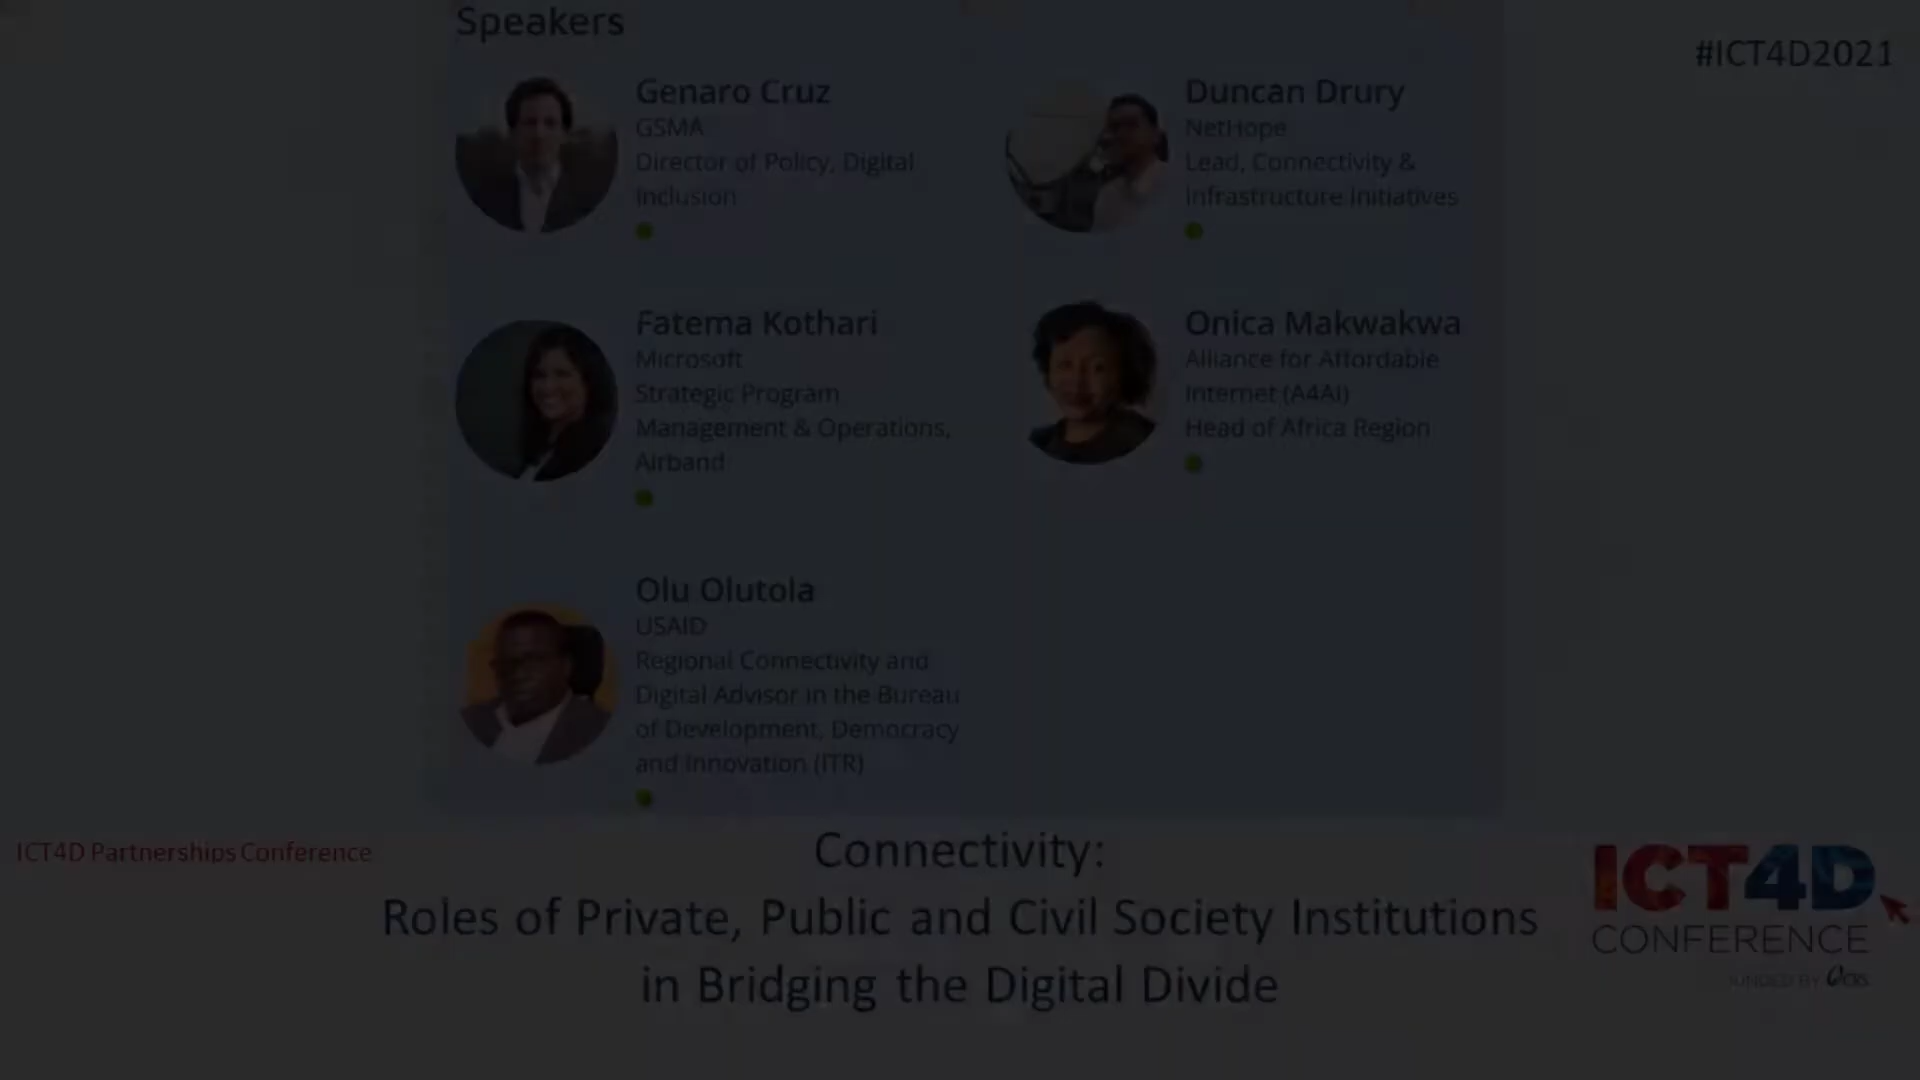 Speakers
#ICT4D2021
Genaro Cruz
GSMA
Director of Policy, Digital
Inclusion
Duncan Drury
NetHope
Lead, Connectivity &
Infrastructure Initiatives
Fatema Kothari
Microsoft
Strategic Program
Management & Operations,
Airband
Onica Makwakwa
Alliance for Affordable
Internet (A4AI)
Head of Africa Region
Olu Olutola
USAID
Regional Connectivity and
Digital Advisor in the Bureau
of Development, Democracy
and Innovation (ITR)
ICT4D Partnerships Conference
Connectivity:
Roles of Private, Public and Civil Society Institutions
in Bridging the Digital Divide
ICT4D
CONFERENCE
FUNDED BY CRS